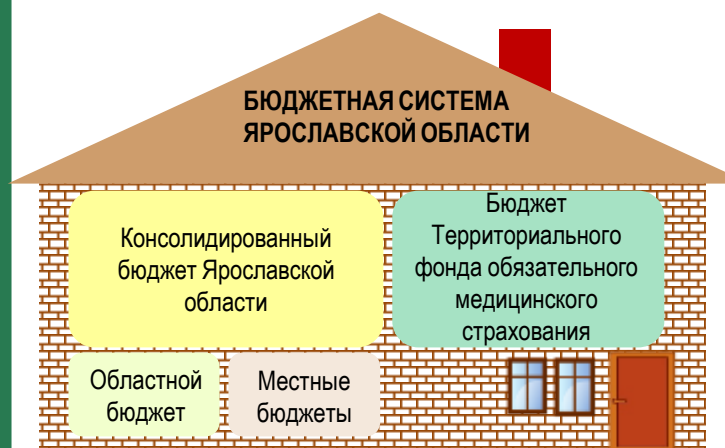 БЮДЖЕТНАЯ СИСТЕМА
ЯРОСЛАВСКОЙ ОБЛАСТИ
Консолидированный
бюджет Ярославской
области
Бюджет
Территориального
фонда обязательного
медицинского
страхования
Областной
бюджет
Местные
бюджеты